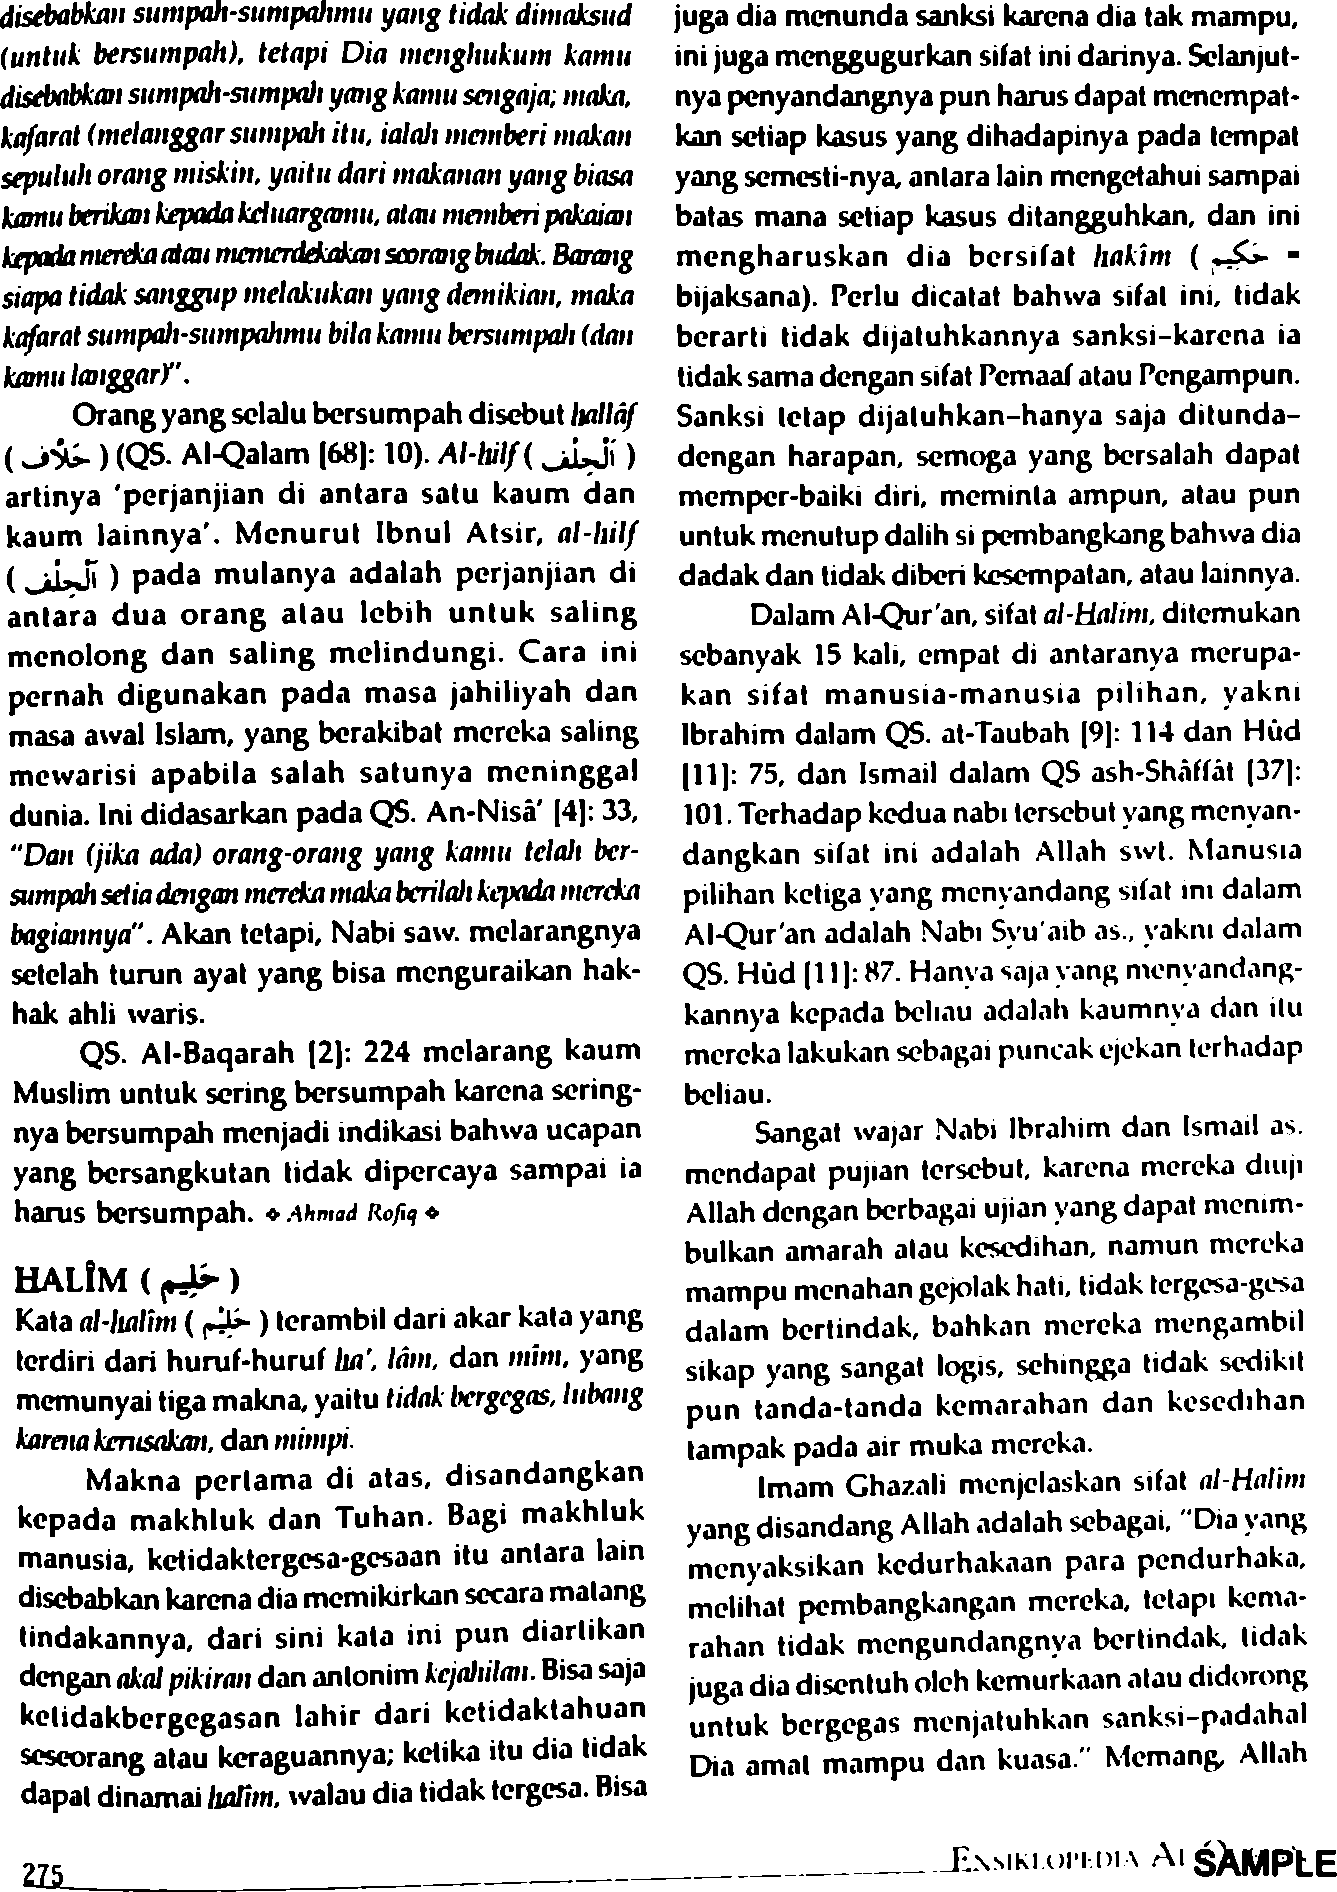 disebabkan sumpah-sumpahmu yang tidak dimaksud
(untuk bersumpah), tetapi Dia menghukum kamu
disebabkan sumpah-sumpah yang kamu sengaja; maka,
kafarat (melanggar sumpah itu, ialah memberi makan
sepuluh orang miskin, yaitu dari makanan yang biasa
kamu berikan kepada keluargamu, atau memberi pakaian
kepada mereka atau memerdekakan seorang budak. Barang
siapa tidak sanggup melakukan yang demikian, maka
kafarat sumpah-sumpahmu bila kamu bersumpah (dan
kamu langgar)".
Orang yang selalu bersumpah disebut hallâf
( حَلاَّف ) (QS. Al-Qalam [68]: 10). Al-hilf ( اَلْحِلْف )
artinya 'perjanjian di antara satu kaum dan
kaum lainnya'. Menurut Ibnul Atsir, al-hilf
( اَلْحِلْف ) pada mulanya adalah perjanjian di
antara dua orang atau lebih untuk saling
menolong dan saling melindungi. Cara ini
pernah digunakan pada masa jahiliyah dan
masa awal Islam, yang berakibat mereka saling
mewarisi apabila salah satunya meninggal
dunia. Ini didasarkan pada QS. An-Nisâ' [4]: 33,
"Dan (jika ada) orang-orang yang kamu telah ber-
sumpah setia dengan mereka maka berilah kepada mereka
bagiannya". Akan tetapi, Nabi saw. melarangnya
setelah turun ayat yang bisa menguraikan hak-
hak ahli waris.
QS. Al-Baqarah [2]: 224 melarang kaum
Muslim untuk sering bersumpah karena sering-
nya bersumpah menjadi indikasi bahwa ucapan
yang bersangkutan tidak dipercaya sampai ia
harus bersumpah. ❖ Ahmad Rofiq ❖
HALÎM ( حَلِيْم )
Kata al-halîm ( حَلِيْم ) terambil dari akar kata yang
terdiri dari huruf-huruf ha', lâm, dan mîm, yang
memunyai tiga makna, yaitu tidak bergegas, lubang
karena kerusakan, dan mimpi.
Makna pertama di atas, disandangkan
kepada makhluk dan Tuhan. Bagi makhluk
manusia, ketidaktergesa-gesaan itu antara lain
disebabkan karena dia memikirkan secara matang
tindakannya, dari sini kata ini pun diartikan
dengan akal pikiran dan antonim kejahilan. Bisa saja
ketidakbergegasan lahir dari ketidaktahuan
seseorang atau keraguannya; ketika itu dia tidak
dapat dinamai halîm, walau dia tidak tergesa. Bisa
juga dia menunda sanksi karena dia tak mampu,
ini juga menggugurkan sifat ini darinya. Selanjut-
nya penyandangnya pun harus dapat menempat-
kan setiap kasus yang dihadapinya pada tempat
yang semesti-nya, antara lain mengetahui sampai
batas mana setiap kasus ditangguhkan, dan ini
mengharuskan dia bersifat hakîm ( حَكِيْم =
bijaksana). Perlu dicatat bahwa sifat ini, tidak
berarti tidak dijatuhkannya sanksi–karena ia
tidak sama dengan sifat Pemaaf atau Pengampun.
Sanksi tetap dijatuhkan–hanya saja ditunda–
dengan harapan, semoga yang bersalah dapat
memper-baiki diri, meminta ampun, atau pun
untuk menutup dalih si pembangkang bahwa dia
dadak dan tidak diberi kesempatan, atau lainnya.
Dalam Al-Qur'an, sifat al-Halîm, ditemukan
sebanyak 15 kali, empat di antaranya merupa-
kan sifat manusia-manusia pilihan, yakni
Ibrahim dalam QS. at-Taubah [9]: 114 dan Hûd
[11]: 75, dan Ismail dalam QS ash-Shâffât [37]:
101. Terhadap kedua nabi tersebut yang menyan-
dangkan sifat ini adalah Allah swt. Manusia
pilihan ketiga yang menyandang sifat ini dalam
Al-Qur'an adalah Nabi Syu'aib as., yakni dalam
QS. Hûd [11]: 87. Hanya saja yang menyandang-
kannya kepada beliau adalah kaumnya dan itu
mereka lakukan sebagai puncak ejekan terhadap
beliau.
Sangat wajar Nabi Ibrahim dan Ismail as.
mendapat pujian tersebut, karena mereka diuji
Allah dengan berbagai ujian yang dapat menim-
bulkan amarah atau kesedihan, namun mereka
mampu menahan gejolak hati, tidak tergesa-gesa
dalam bertindak, bahkan mereka mengambil
sikap yang sangat logis, sehingga tidak sedikit
pun tanda-tanda kemarahan dan kesedihan
tampak pada air muka mereka.
Imam Ghazali menjelaskan sifat al-Halîm
yang disandang Allah adalah sebagai, "Dia yang
menyaksikan kedurhakaan para pendurhaka,
melihat pembangkangan mereka, tetapi kema-
rahan tidak mengundangnya bertindak, tidak
juga dia disentuh oleh kemurkaan atau didorong
untuk bergegas menjatuhkan sanksi–padahal
Dia amat mampu dan kuasa." Memang, Allah
275
ENSIKLOPEDIA AL
SAMPLE